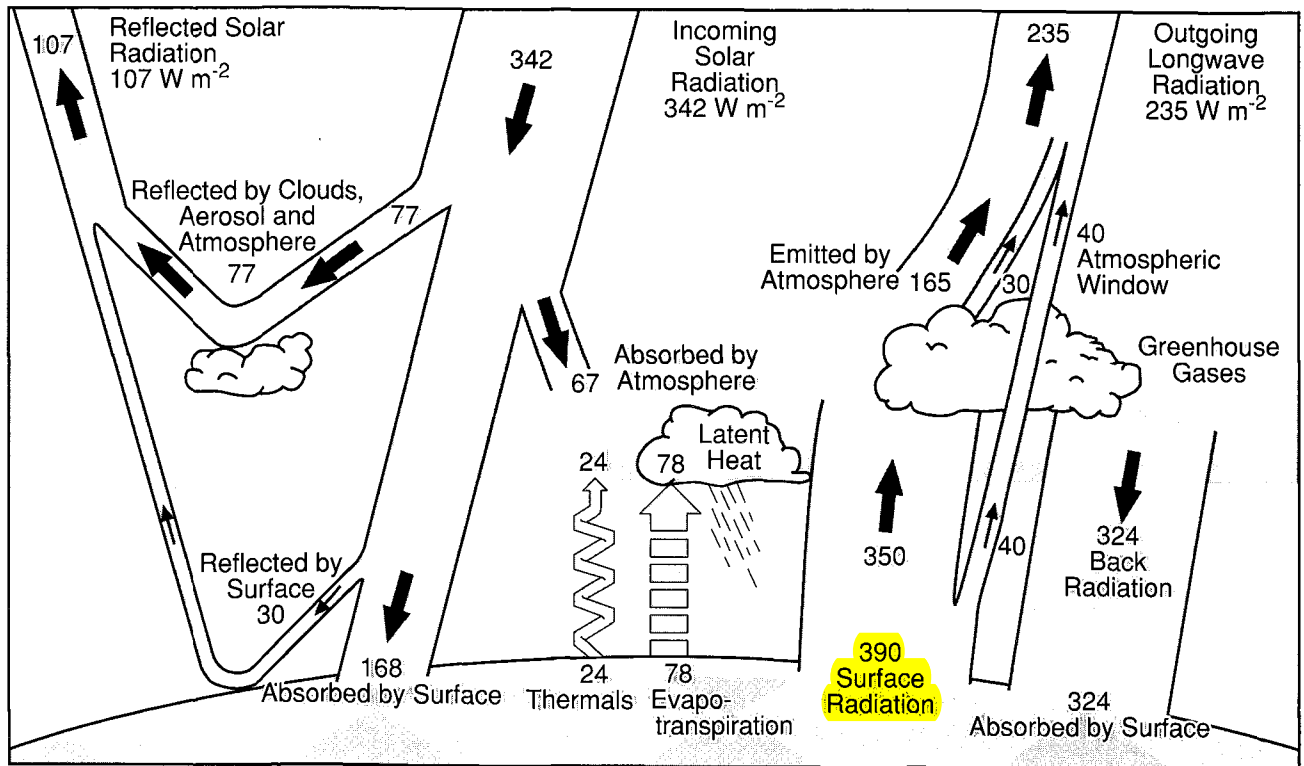 107
Reflected Solar
Radiation
107 W m⁻²
342
Incoming
Solar
Radiation
342 W m⁻²
235
Outgoing
Longwave
Radiation
235 W m⁻²
Reflected by Clouds,
Aerosol and
Atmosphere
77
77
Emitted by
Atmosphere
165
30
40
Atmospheric
Window
Greenhouse
Gases
67
Absorbed by
Atmosphere
24
78
Latent
Heat
350
40
324
Back
Radiation
Reflected by
Surface
30
168
Absorbed by Surface
24
Thermals
78
Evapo-
transpiration
390
Surface
Radiation
324
Absorbed by Surface